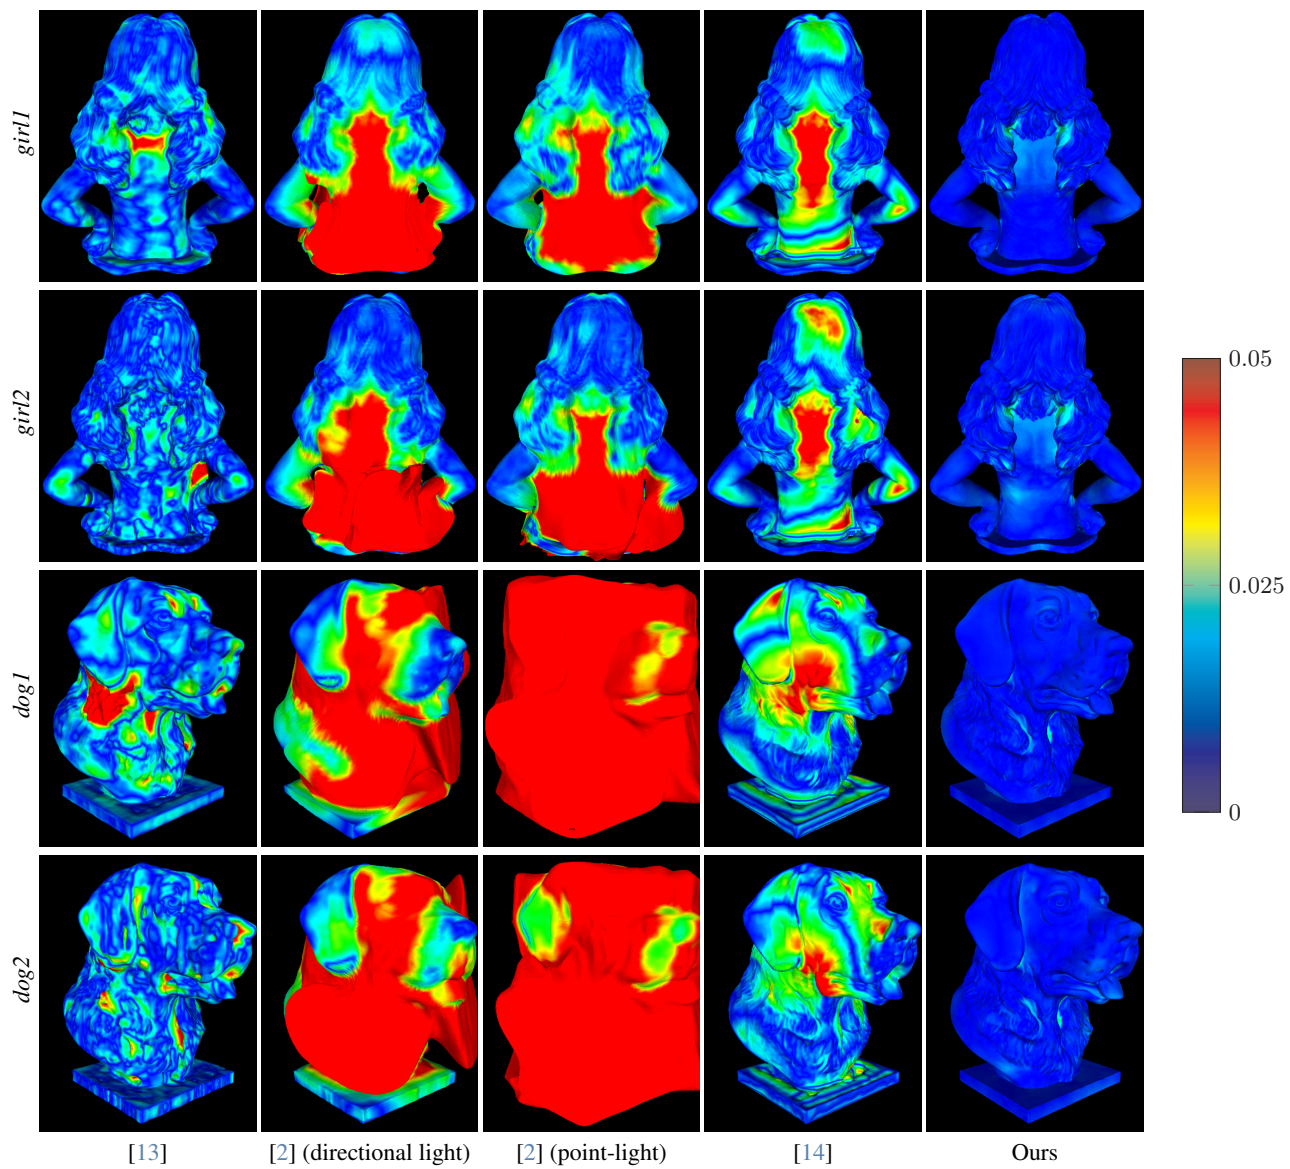 girl1
girl2
dog1
dog2
0.05
0.025
0
[13]
[2] (directional light)
[2] (point-light)
[14]
Ours